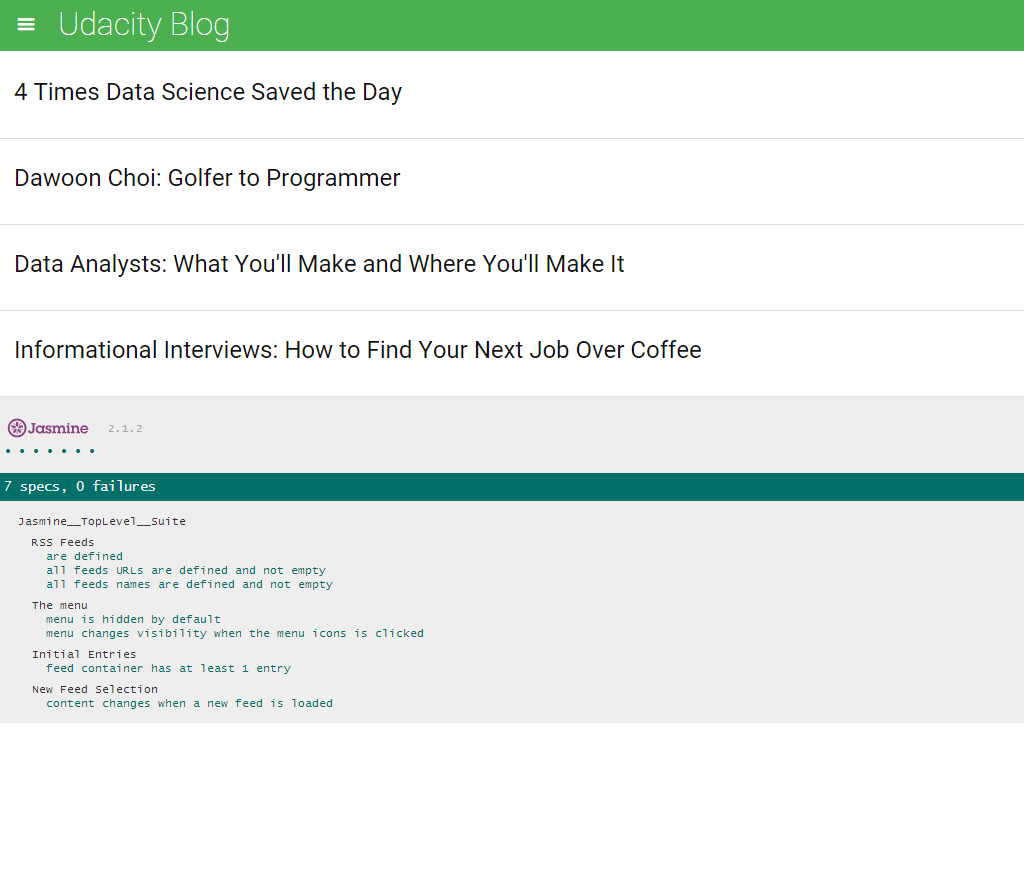 Udacity Blog
4 Times Data Science Saved the Day
Dawoon Choi: Golfer to Programmer
Data Analysts: What You'll Make and Where You'll Make It
Informational Interviews: How to Find Your Next Job Over Coffee
Jasmine 2.1.2
7 specs, 0 failures
Jasmine__TopLevel__Suite
RSS Feeds
are defined
all feeds URLs are defined and not empty
all feeds names are defined and not empty
The menu
menu is hidden by default
menu changes visibility when the menu icons is clicked
Initial Entries
feed container has at least 1 entry
New Feed Selection
content changes when a new feed is loaded